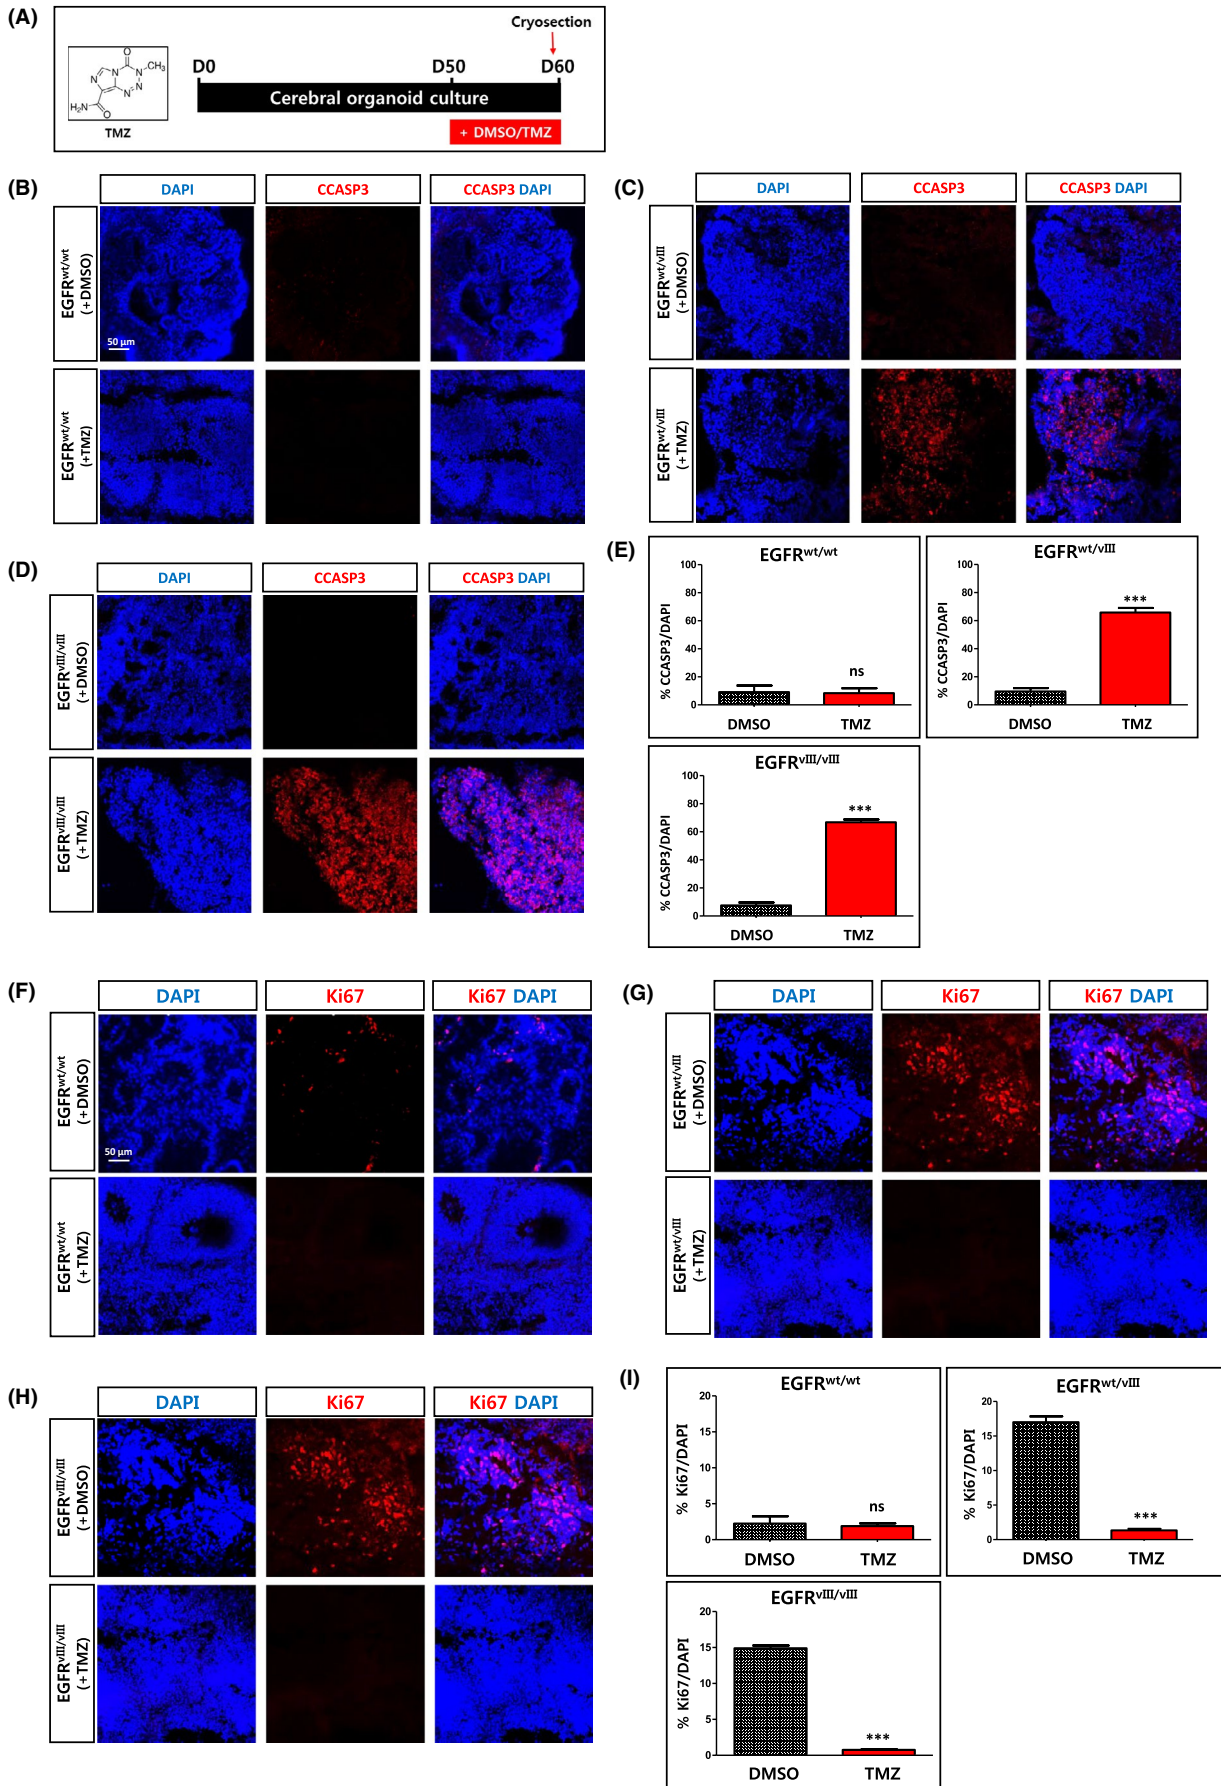 (A)
Cryosection
D0
D50
D60
Cerebral organoid culture
+ DMSO/TMZ
O
N
N
CH₃
N
N
N
H₂N
O
TMZ
(B)
DAPI
CCASP3
CCASP3 DAPI
EGFRwt/wt
(+DMSO)
50 μm
EGFRwt/wt
(+TMZ)
(C)
DAPI
CCASP3
CCASP3 DAPI
EGFRwt/vIII
(+DMSO)
EGFRwt/vIII
(+TMZ)
(D)
DAPI
CCASP3
CCASP3 DAPI
EGFRvIII/vIII
(+DMSO)
EGFRvIII/vIII
(+TMZ)
(E)
EGFRwt/wt
% CCASP3/DAPI
100
80
60
40
20
0
ns
DMSO
TMZ
EGFRwt/vIII
% CCASP3/DAPI
100
80
60
40
20
0
***
DMSO
TMZ
EGFRvIII/vIII
% CCASP3/DAPI
100
80
60
40
20
0
***
DMSO
TMZ
(F)
DAPI
Ki67
Ki67 DAPI
EGFRwt/wt
(+DMSO)
50 μm
EGFRwt/wt
(+TMZ)
(G)
DAPI
Ki67
Ki67 DAPI
EGFRwt/vIII
(+DMSO)
EGFRwt/vIII
(+TMZ)
(H)
DAPI
Ki67
Ki67 DAPI
EGFRvIII/vIII
(+DMSO)
EGFRvIII/vIII
(+TMZ)
(I)
EGFRwt/wt
% Ki67/DAPI
20
15
10
5
0
ns
DMSO
TMZ
EGFRwt/vIII
% Ki67/DAPI
20
15
10
5
0
***
DMSO
TMZ
EGFRvIII/vIII
% Ki67/DAPI
20
15
10
5
0
***
DMSO
TMZ